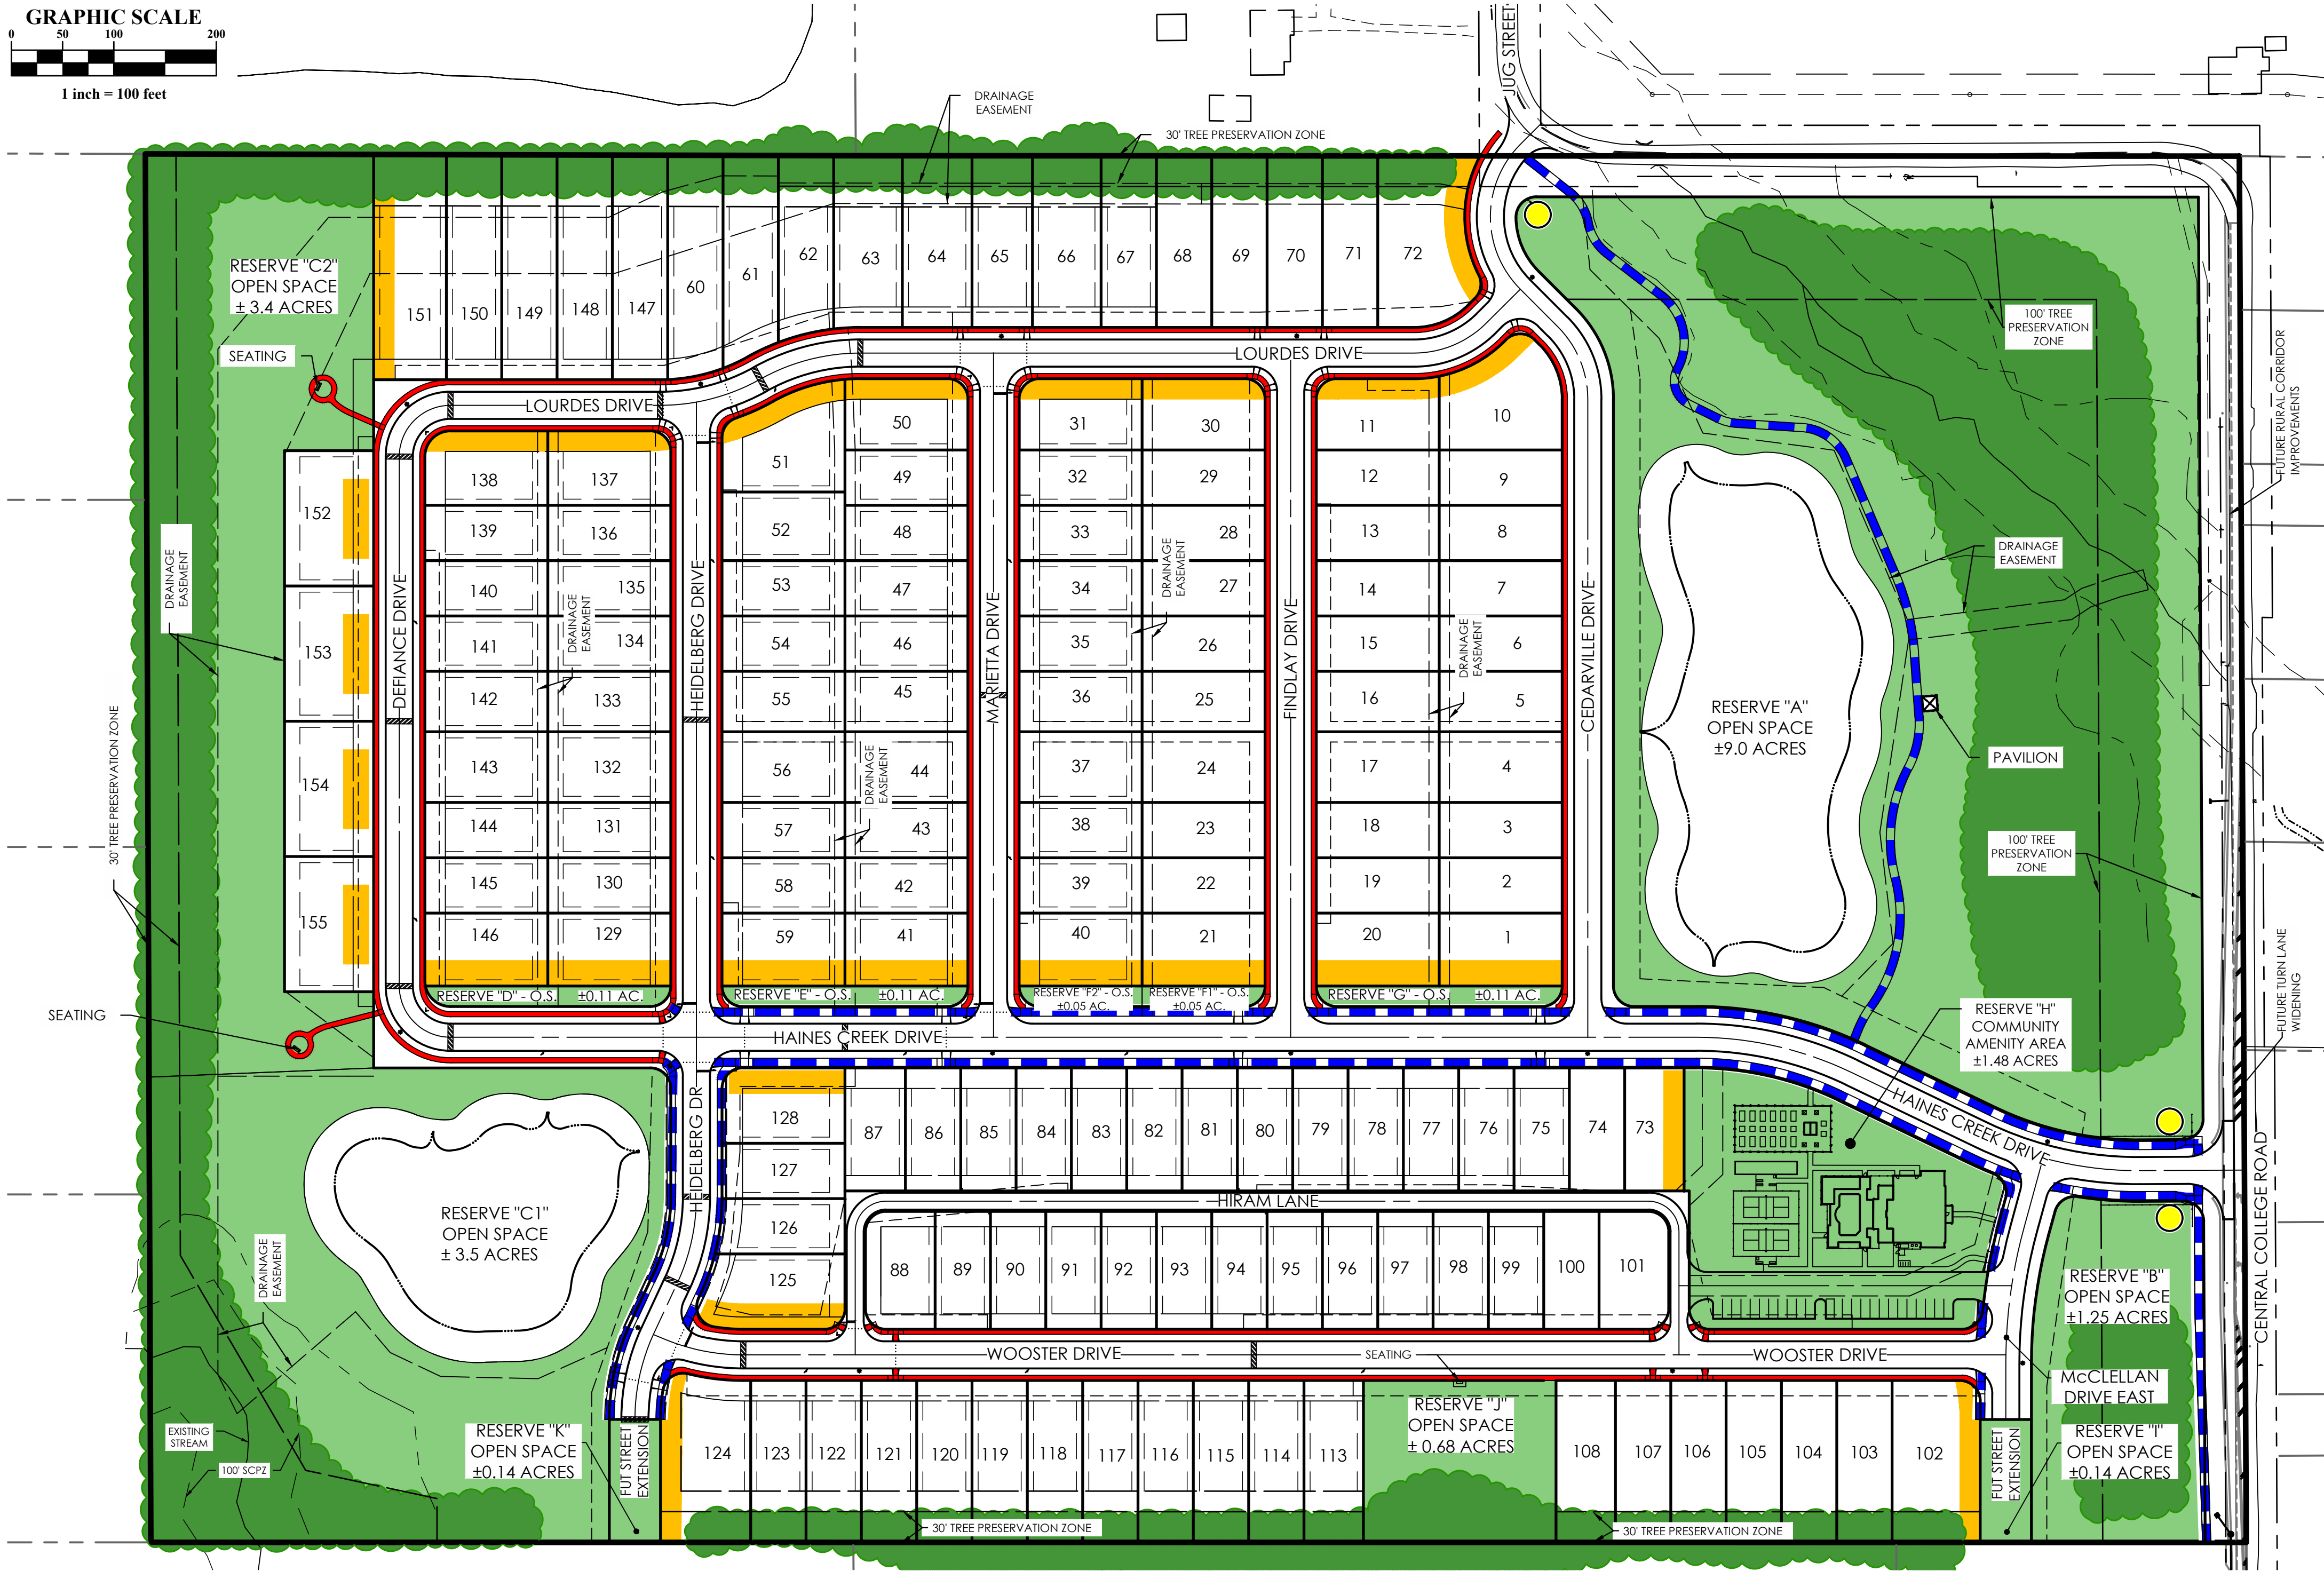 GRAPHIC SCALE
0 50 100 200
1 inch = 100 feet
JUG STREET
DRAINAGE
EASEMENT
30' TREE PRESERVATION ZONE
RESERVE "C2"
OPEN SPACE
± 3.4 ACRES
SEATING
151 150 149 148 147 60 61 62 63 64 65 66 67 68 69 70 71 72
100' TREE
PRESERVATION
ZONE
FUTURE RURAL CORRIDOR
IMPROVEMENTS
LOURDES DRIVE
LOURDES DRIVE
DEFIANCE DRIVE
HEIDELBERG DRIVE
MARIETTA DRIVE
FINDLAY DRIVE
CEDARVILLE DRIVE
152
153
154
155
DRAINAGE
EASEMENT
30' TREE PRESERVATION ZONE
138 137
139 136
140 135
141 134
142 133
143 132
144 131
145 130
146 129
DRAINAGE
EASEMENT
50
51 49
52 48
53 47
54 46
55 45
56 44
57 43
58 42
59 41
DRAINAGE
EASEMENT
31 30
32 29
33 28
34 27
35 26
36 25
37 24
38 23
39 22
40 21
DRAINAGE
EASEMENT
11 10
12 9
13 8
14 7
15 6
16 5
17 4
18 3
19 2
20 1
DRAINAGE
EASEMENT
RESERVE "A"
OPEN SPACE
±9.0 ACRES
DRAINAGE
EASEMENT
PAVILION
100' TREE
PRESERVATION
ZONE
FUTURE TURN LANE
WIDENING
RESERVE "D" - O.S. ±0.11 AC.
RESERVE "E" - O.S. ±0.11 AC.
RESERVE "F2" - O.S.
±0.05 AC.
RESERVE "F1" - O.S.
±0.05 AC.
RESERVE "G" - O.S. ±0.11 AC.
SEATING
HAINES CREEK DRIVE
RESERVE "H"
COMMUNITY
AMENITY AREA
±1.48 ACRES
HAINES CREEK DRIVE
HEIDELBERG DR
128
127
126
125
87 86 85 84 83 82 81 80 79 78 77 76 75 74 73
HIRAM LANE
88 89 90 91 92 93 94 95 96 97 98 99 100 101
RESERVE "C1"
OPEN SPACE
± 3.5 ACRES
DRAINAGE
EASEMENT
RESERVE "B"
OPEN SPACE
±1.25 ACRES
CENTRAL COLLEGE ROAD
WOOSTER DRIVE
SEATING
WOOSTER DRIVE
McCLELLAN
DRIVE EAST
EXISTING
STREAM
100' SCPZ
RESERVE "K"
OPEN SPACE
±0.14 ACRES
FUT STREET
EXTENSION
124 123 122 121 120 119 118 117 116 115 114 113
RESERVE "J"
OPEN SPACE
± 0.68 ACRES
108 107 106 105 104 103 102
FUT STREET
EXTENSION
RESERVE "I"
OPEN SPACE
±0.14 ACRES
30' TREE PRESERVATION ZONE
30' TREE PRESERVATION ZONE